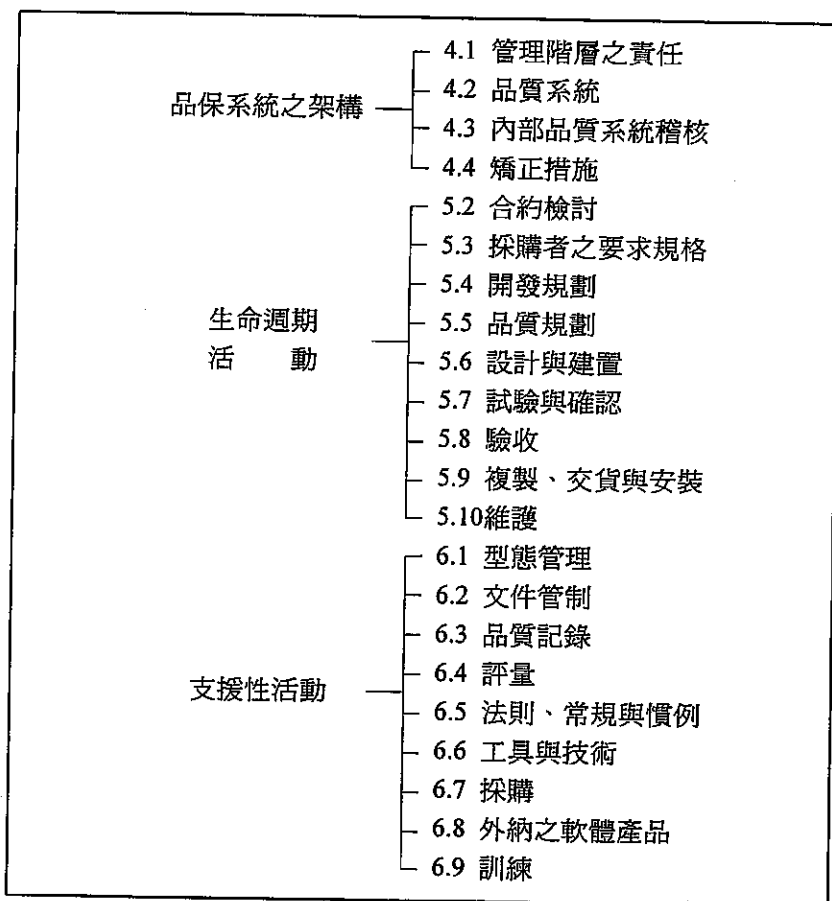 品保系統之架構
4.1 管理階層之責任
4.2 品質系統
4.3 內部品質系統稽核
4.4 矯正措施
生命週期
活 動
5.2 合約檢討
5.3 採購者之要求規格
5.4 開發規劃
5.5 品質規劃
5.6 設計與建置
5.7 試驗與確認
5.8 驗收
5.9 複製、交貨與安裝
5.10維護
支援性活動
6.1 型態管理
6.2 文件管制
6.3 品質記錄
6.4 評量
6.5 法則、常規與慣例
6.6 工具與技術
6.7 採購
6.8 外納之軟體產品
6.9 訓練